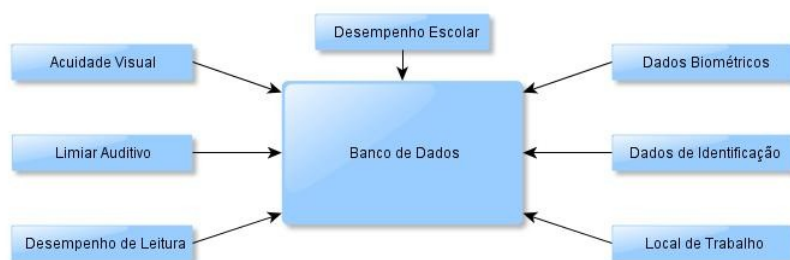 Desempenho Escolar
Acuidade Visual
Dados Biométricos
Limiar Auditivo
Banco de Dados
Dados de Identificação
Desempenho de Leitura
Local de Trabalho